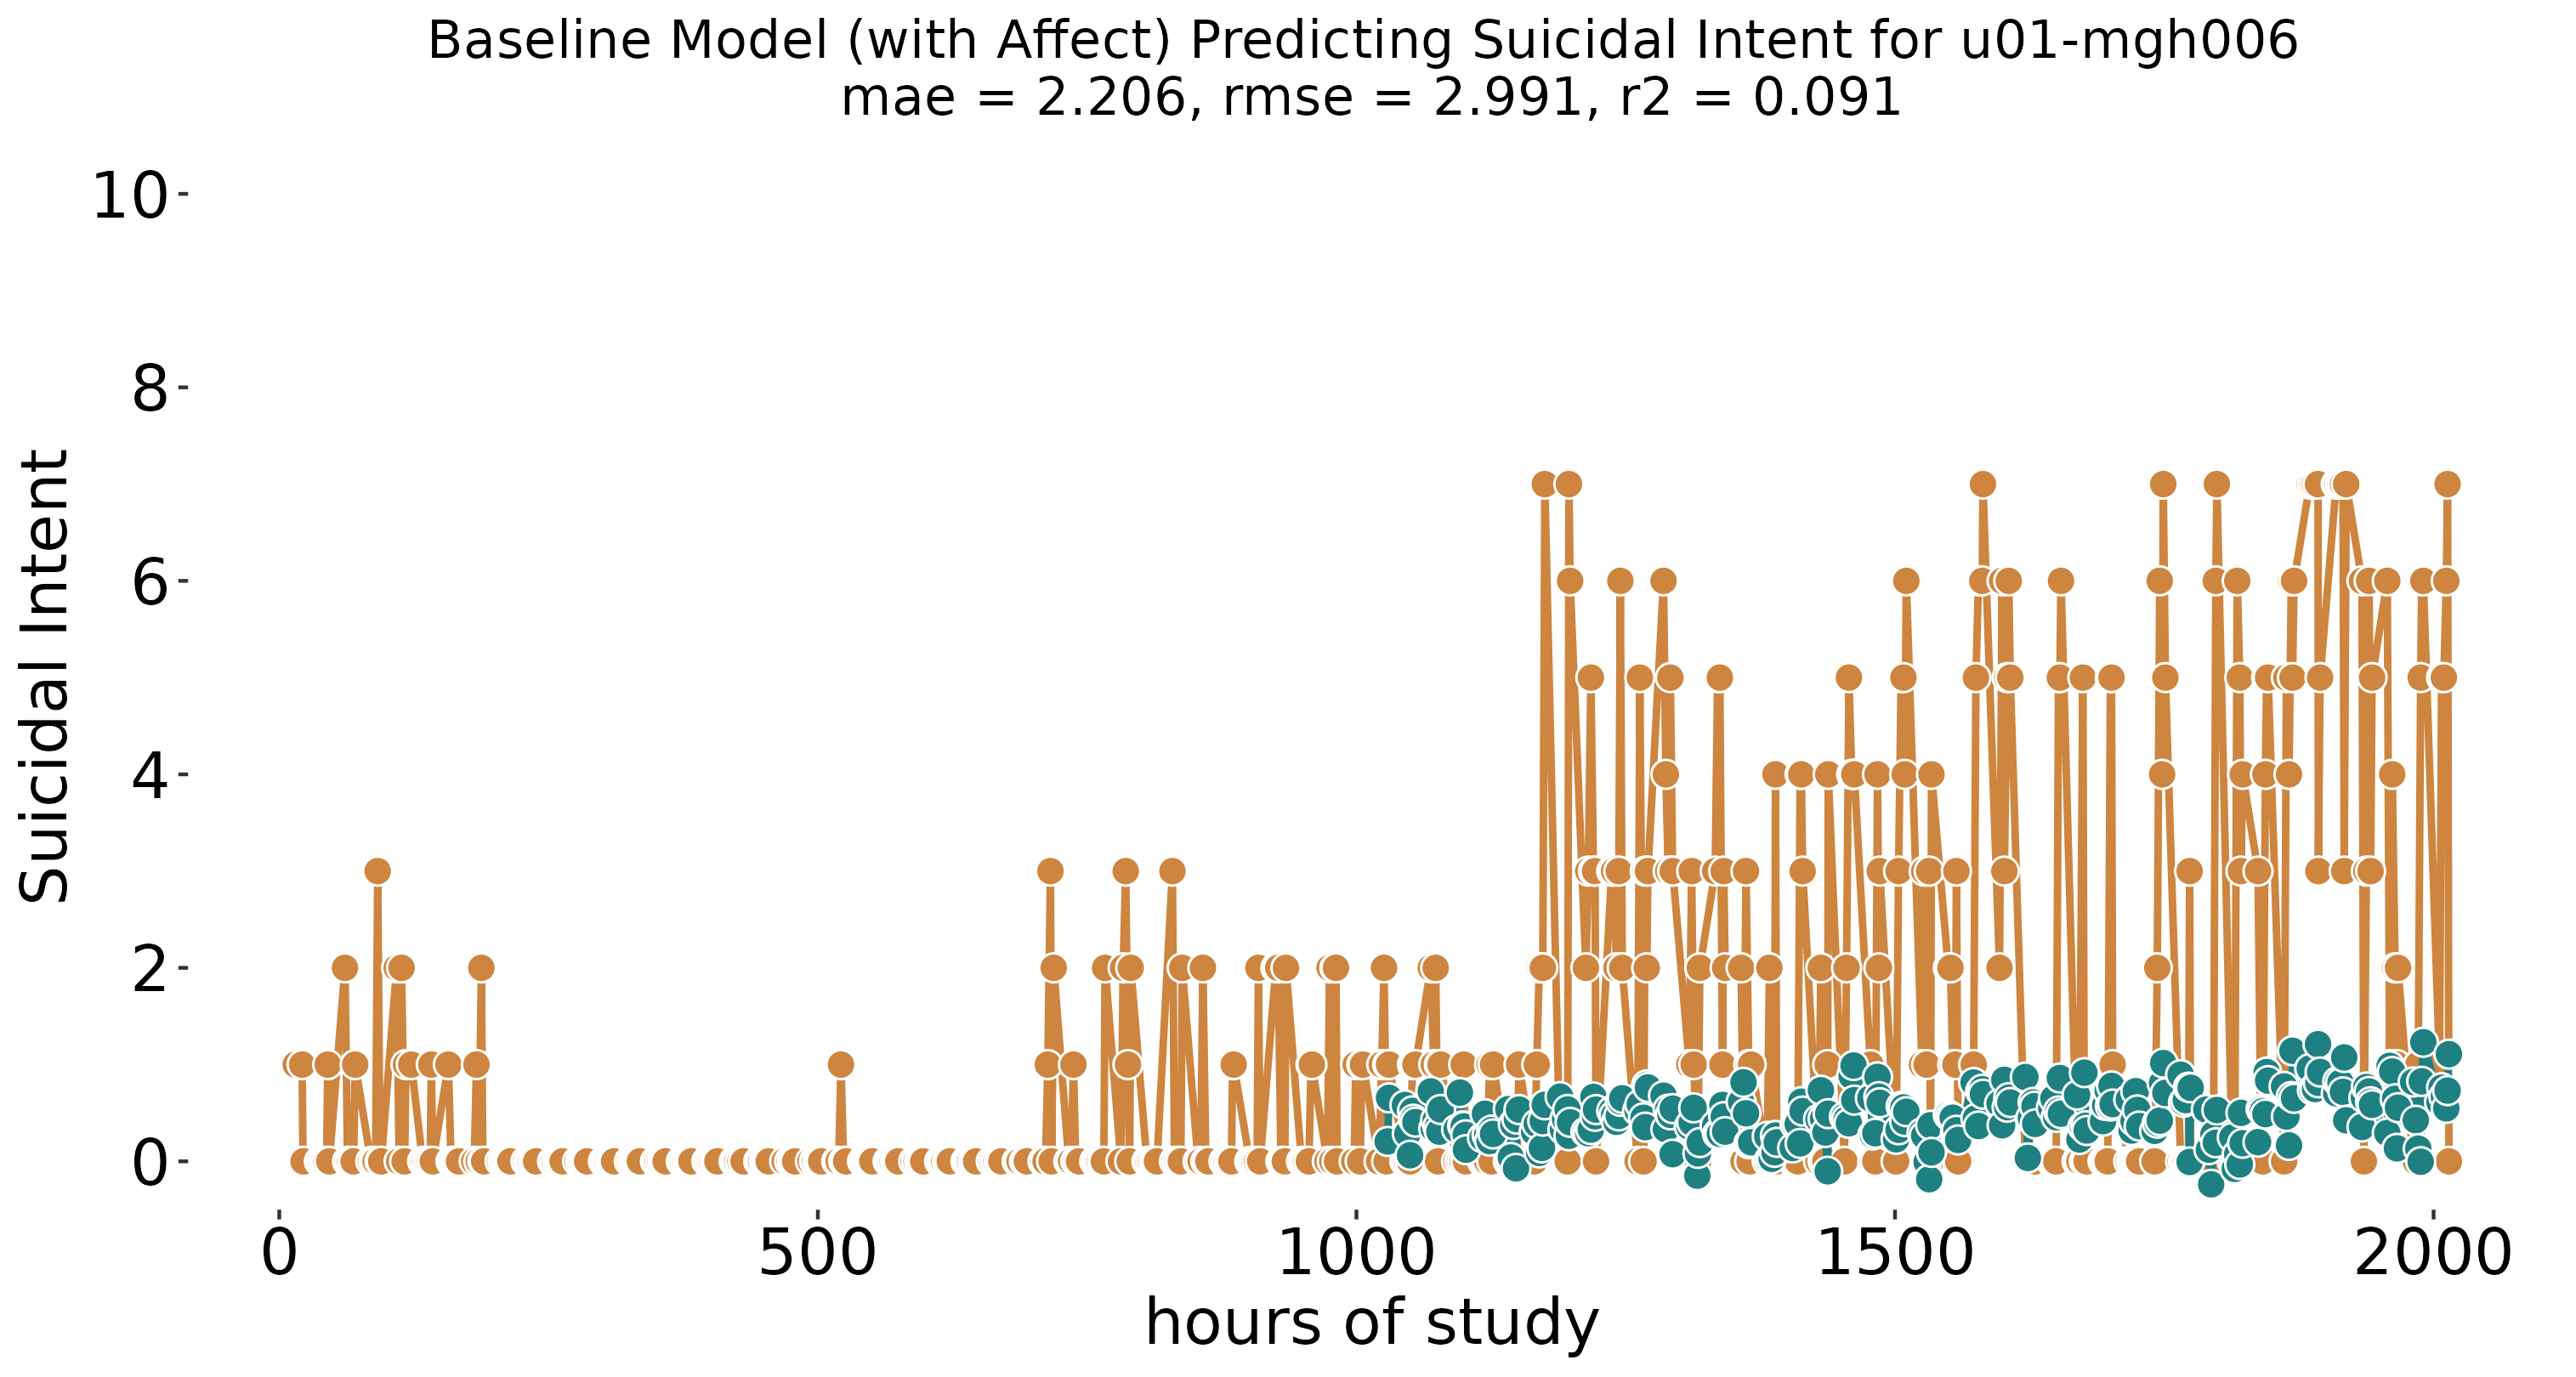 Baseline Model (with Affect) Predicting Suicidal Intent for u01-mgh006
mae = 2.206, rmse = 2.991, r2 = 0.091
10
8
6
4
2
0
Suicidal Intent
0 500 1000 1500 2000
hours of study